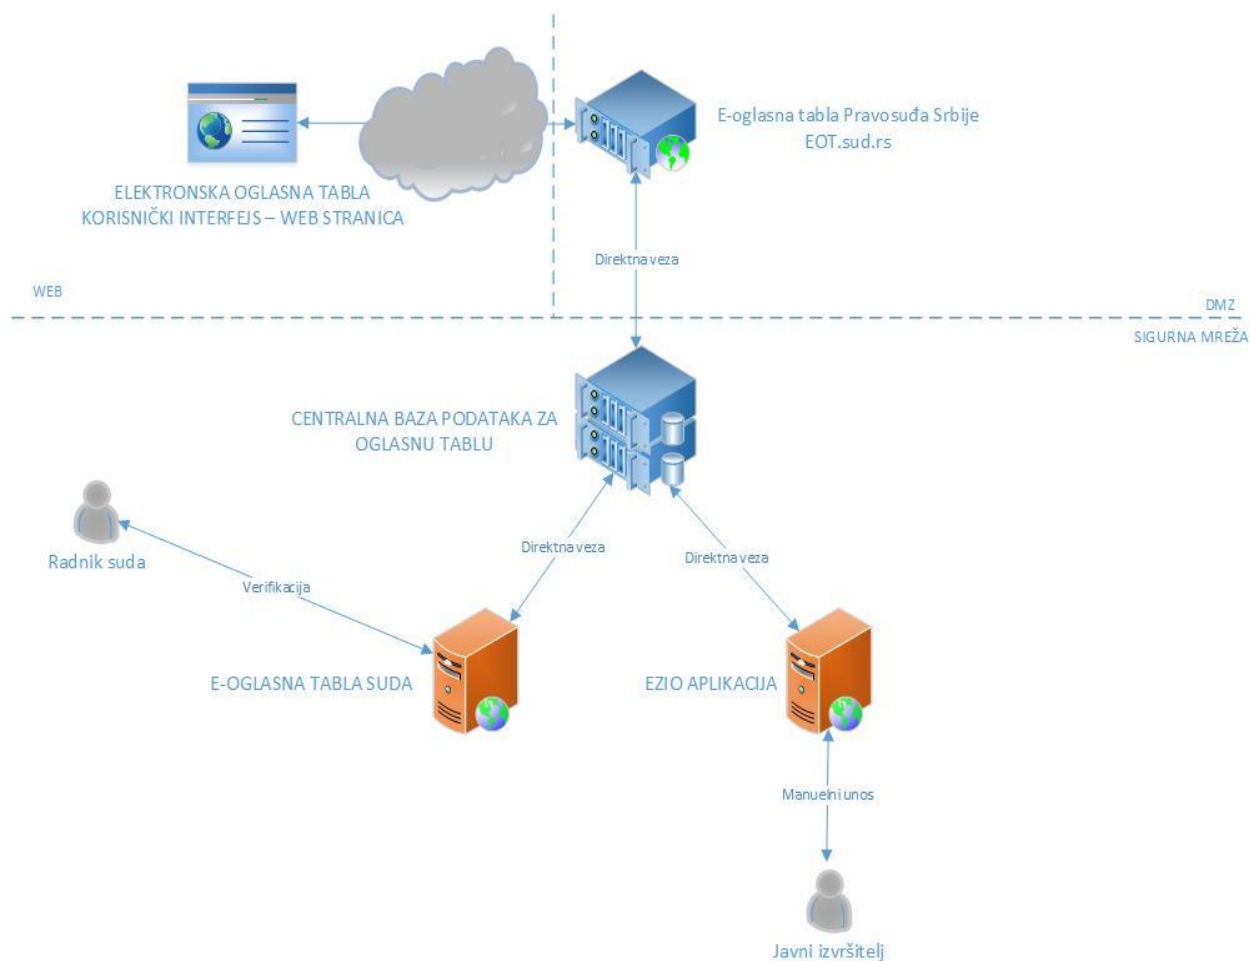 E-oglasna tabla Pravosuđa Srbije
EOT.sud.rs
ELEKTRONSKA OGLASNA TABLA
KORISNIČKI INTERFEJS – WEB STRANICA
Direktna veza
WEB
DMZ
SIGURNA MREŽA
CENTRALNA BAZA PODATAKA ZA
OGLASNU TABLU
Radnik suda
Verifikacija
Direktna veza
Direktna veza
E-OGLASNA TABLA SUDA
EZIO APLIKACIJA
Manuelni unos
Javni izvršitelj